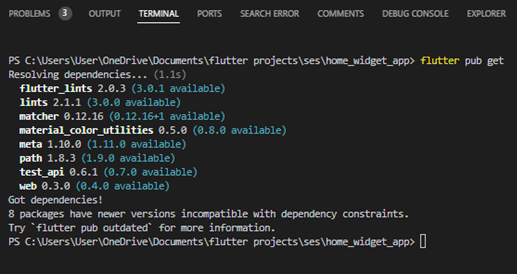 PROBLEMS 3 OUTPUT TERMINAL PORTS SEARCH ERROR COMMENTS DEBUG CONSOLE EXPLORER
PS C:\Users\User\OneDrive\Documents\flutter projects\ses\home_widget_app> flutter pub get
Resolving dependencies... (1.1s)
flutter_lints 2.0.3 (3.0.1 available)
lints 2.1.1 (3.0.0 available)
matcher 0.12.16 (0.12.16+1 available)
material_color_utilities 0.5.0 (0.8.0 available)
meta 1.10.0 (1.11.0 available)
path 1.8.3 (1.9.0 available)
test_api 0.6.1 (0.7.0 available)
web 0.3.0 (0.4.0 available)
Got dependencies!
8 packages have newer versions incompatible with dependency constraints.
Try `flutter pub outdated` for more information.
PS C:\Users\User\OneDrive\Documents\flutter projects\ses\home_widget_app>